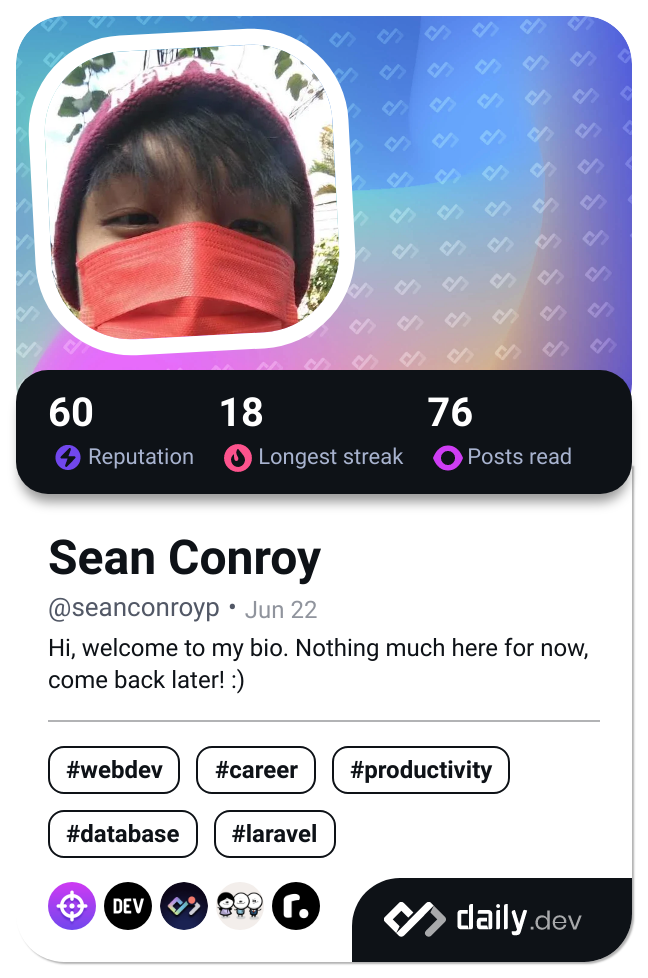 60 18 76
Reputation Longest streak Posts read
Sean Conroy
@seanconroyp • Jun 22
Hi, welcome to my bio. Nothing much here for now,
come back later! :)
#webdev #career #productivity
#database #laravel
DEV r.
daily.dev